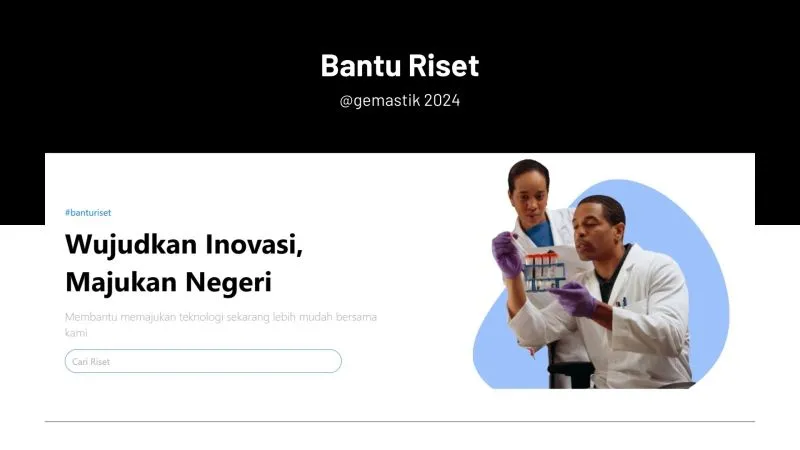 Bantu Riset
@gemastik 2024
#banturiset
Wujudkan Inovasi,
Majukan Negeri
Membantu memajukan teknologi sekarang lebih mudah bersama
kami
Cari Riset